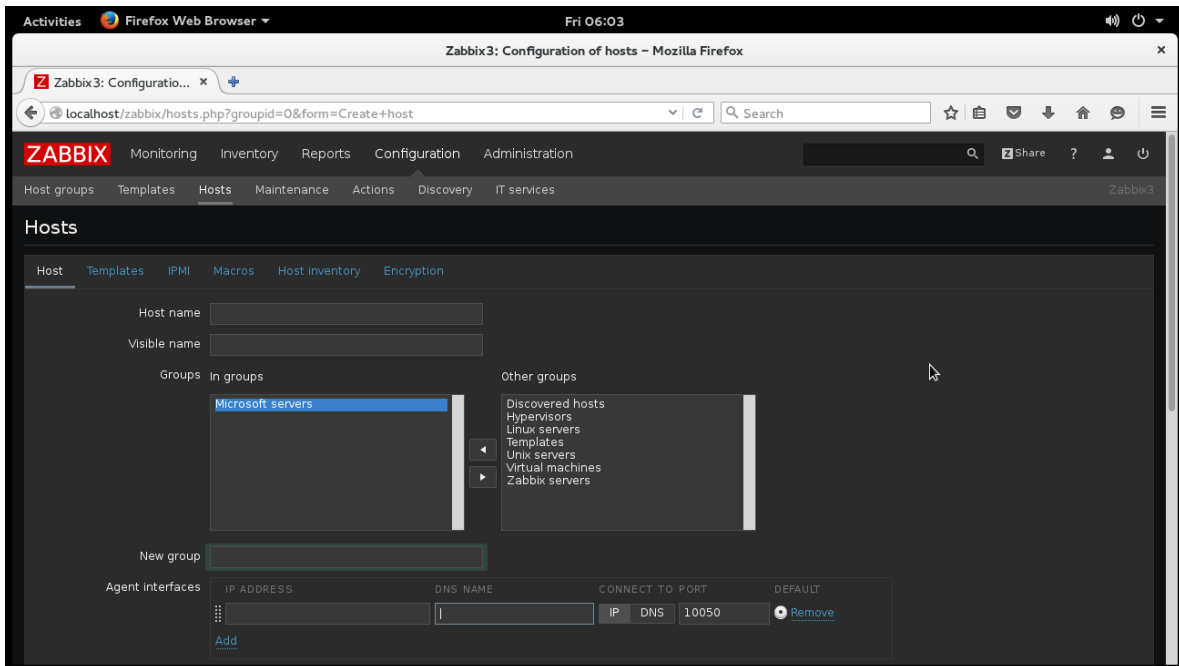 Activities Firefox Web Browser Fri 06:03
Zabbix3: Configuration of hosts – Mozilla Firefox ×
Z Zabbix3: Configuratio... ×
localhost/zabbix/hosts.php?groupid=0&form=Create+host Search
ZABBIX Monitoring Inventory Reports Configuration Administration Z Share ?
Host groups Templates Hosts Maintenance Actions Discovery IT services Zabbix3
Hosts
Host Templates IPMI Macros Host inventory Encryption
Host name
Visible name
Groups In groups Other groups
Microsoft servers Discovered hosts
Hypervisors
Linux servers
Templates
Unix servers
Virtual machines
Zabbix servers
New group
Agent interfaces IP ADDRESS DNS NAME CONNECT TO PORT DEFAULT
IP DNS 10050 Remove
Add